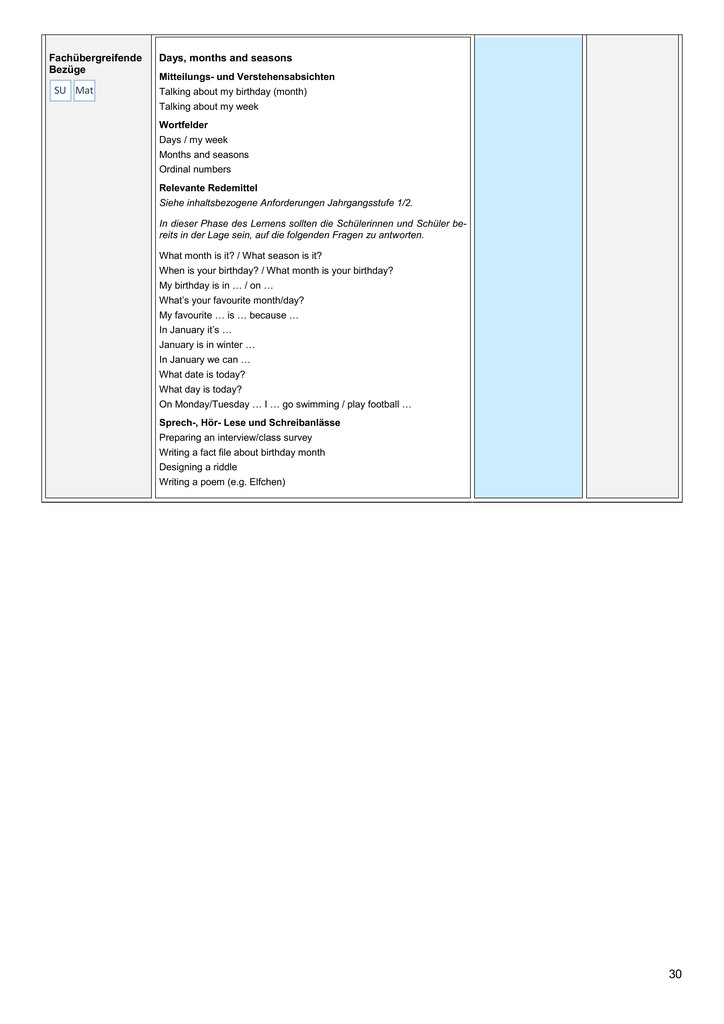 Fachübergreifende
Bezüge
SU Mat
Days, months and seasons
Mitteilungs- und Verstehensabsichten
Talking about my birthday (month)
Talking about my week
Wortfelder
Days / my week
Months and seasons
Ordinal numbers
Relevante Redemittel
Siehe inhaltsbezogene Anforderungen Jahrgangsstufe 1/2.
In dieser Phase des Lernens sollten die Schülerinnen und Schüler be-
reits in der Lage sein, auf die folgenden Fragen zu antworten.
What month is it? / What season is it?
When is your birthday? / What month is your birthday?
My birthday is in … / on …
What's your favourite month/day?
My favourite … is … because …
In January it's …
January is in winter …
In January we can …
What date is today?
What day is today?
On Monday/Tuesday … I … go swimming / play football …
Sprech-, Hör- Lese und Schreibanlässe
Preparing an interview/class survey
Writing a fact file about birthday month
Designing a riddle
Writing a poem (e.g. Elfchen)
30